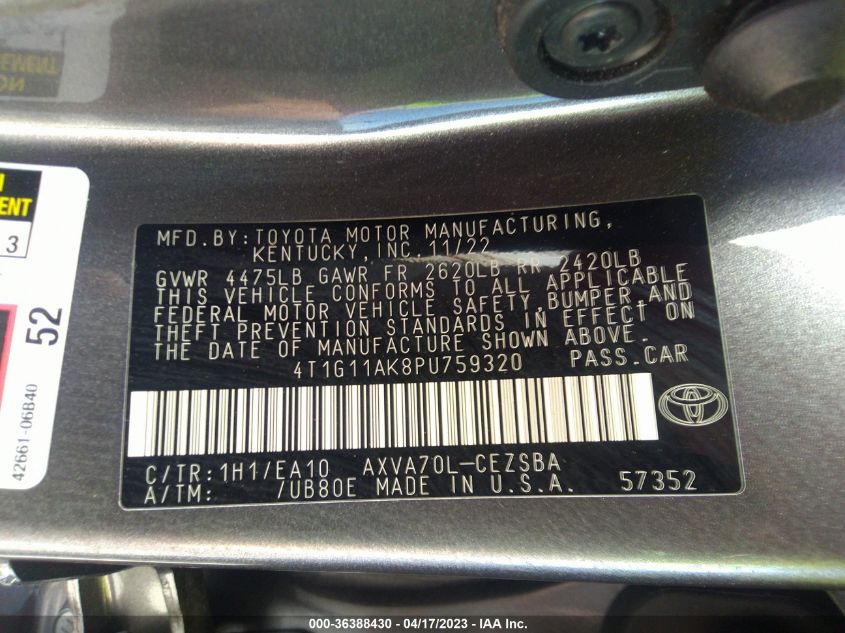 MFD.BY:TOYOTA MOTOR MANUFACTURING,
KENTUCKY,INC.11/22
GVWR 4475LB GAWR FR 2620LB RR 2420LB
THIS VEHICLE CONFORMS TO ALL APPLICABLE
FEDERAL MOTOR VEHICLE SAFETY,BUMPER,AND
THEFT PREVENTION STANDARDS IN EFFECT ON
THE DATE OF MANUFACTURE SHOWN ABOVE.
4T1G11AK8PU759320 PASS.CAR
C/TR:1H1/EA10 AXVA70L-CEZSBA
A/TM: /UB80E MADE IN U.S.A. 57352
3
52
42661-06B40
000-36388430 - 04/17/2023 - IAA Inc.